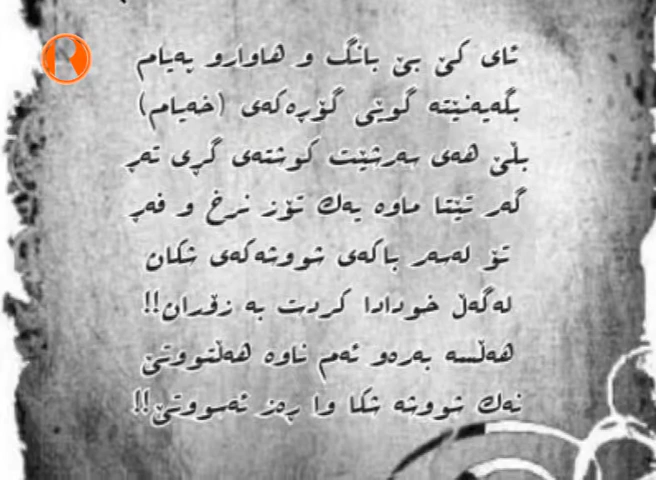 ئای کێ بێ بانگ و هاوارو پەیام
بگەیەنێتە گوێی گۆڕەکەی (خەیام)
بڵێ هەی سەرشێت کوشتەی گڕی تەڕ
گەر تێتا ماوە یەك تۆز نرخ و فەڕ
تۆ لەسەر باکەی شووشەکەی شکان
لەگەڵ خودادا کردت بە زۆران!!
هەڵسە بەرەو ئەم ناوە هەڵتووتێ
نەك شووشە شکا وا ڕەز ئەسووتێ!!